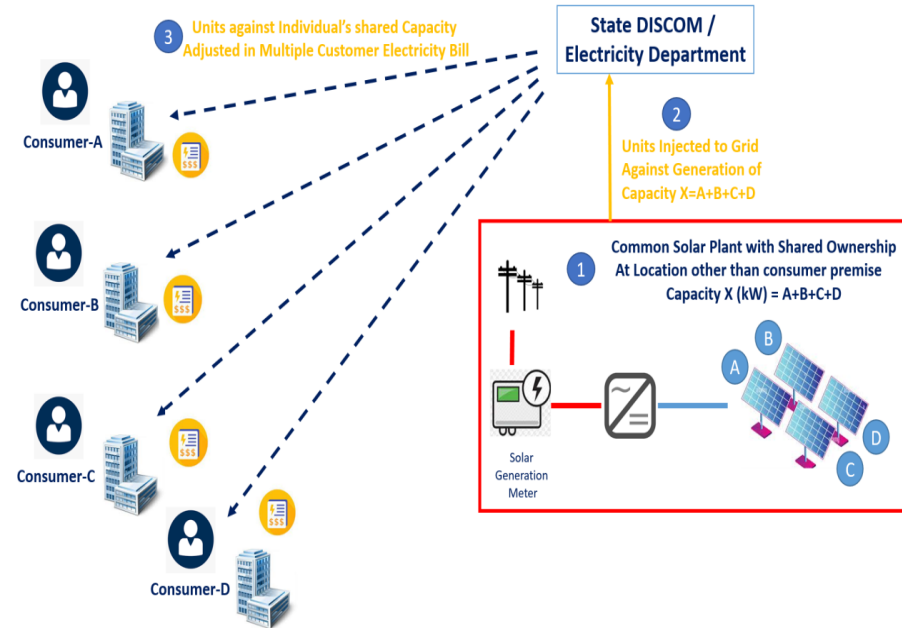 3
Units against Individual's shared Capacity
Adjusted in Multiple Customer Electricity Bill
State DISCOM /
Electricity Department
Consumer-A
$$$
2
Units Injected to Grid
Against Generation of
Capacity X=A+B+C+D
Consumer-B
$$$
1
Common Solar Plant with Shared Ownership
At Location other than consumer premise
Capacity X (kW) = A+B+C+D
B
A
D
C
Solar
Generation
Meter
Consumer-C
$$$
Consumer-D
$$$